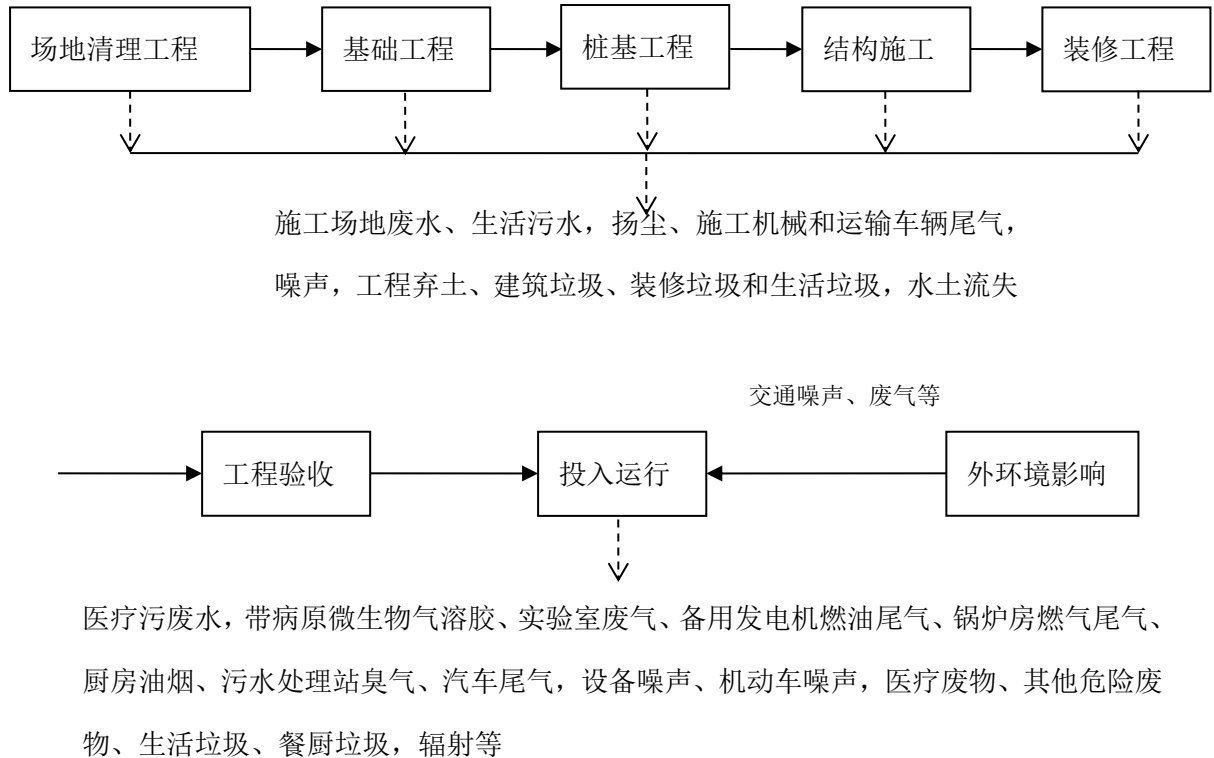 场地清理工程 基础工程 桩基工程 结构施工 装修工程
施工场地废水、生活污水，扬尘、施工机械和运输车辆尾气，
噪声，工程弃土、建筑垃圾、装修垃圾和生活垃圾，水土流失
交通噪声、废气等
工程验收 投入运行 外环境影响
医疗污废水，带病原微生物气溶胶、实验室废气、备用发电机燃油尾气、锅炉房燃气尾气、
厨房油烟、污水处理站臭气、汽车尾气，设备噪声、机动车噪声，医疗废物、其他危险废
物、生活垃圾、餐厨垃圾，辐射等